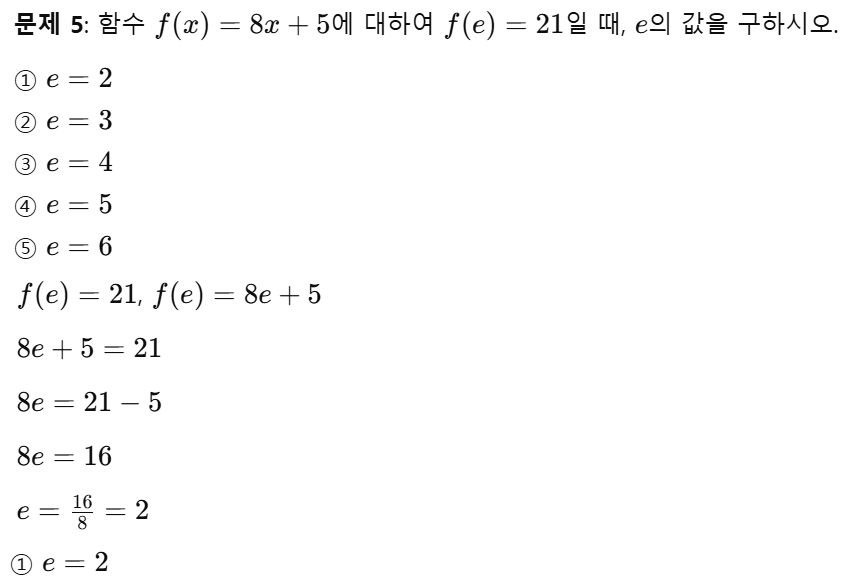 문제 5: 함수 f(x) = 8x + 5에 대하여 f(e) = 21일 때, e의 값을 구하시오.
① e = 2
② e = 3
③ e = 4
④ e = 5
⑤ e = 6
f(e) = 21, f(e) = 8e + 5
8e + 5 = 21
8e = 21 − 5
8e = 16
e = \frac{16}{8} = 2
① e = 2